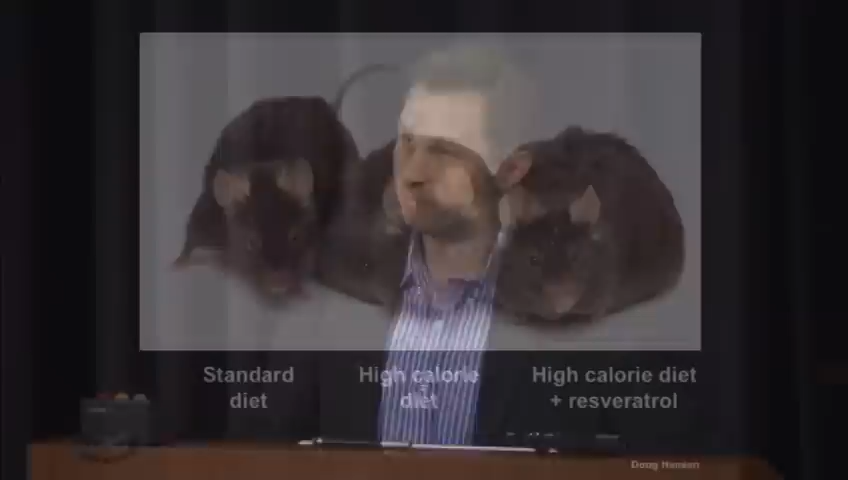 Standard
diet
High calorie
diet
High calorie diet
+ resveratrol
Doug Hansen